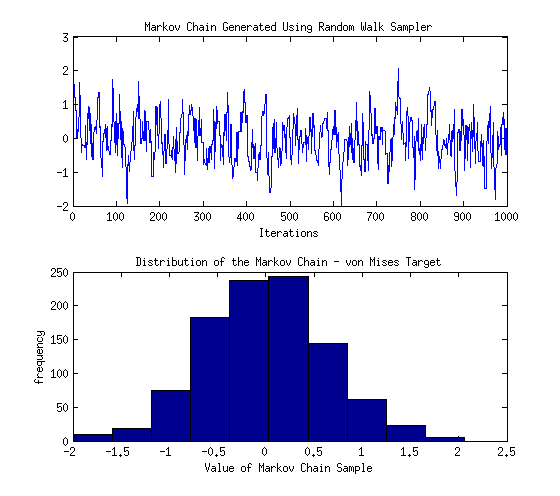 Markov Chain Generated Using Random Walk Sampler
3
2
1
0
-1
-2
0 100 200 300 400 500 600 700 800 900 1000
Iterations
Distribution of the Markov Chain - von Mises Target
250
200
150
100
50
0
frequency
-2 -1.5 -1 -0.5 0 0.5 1 1.5 2 2.5
Value of Markov Chain Sample